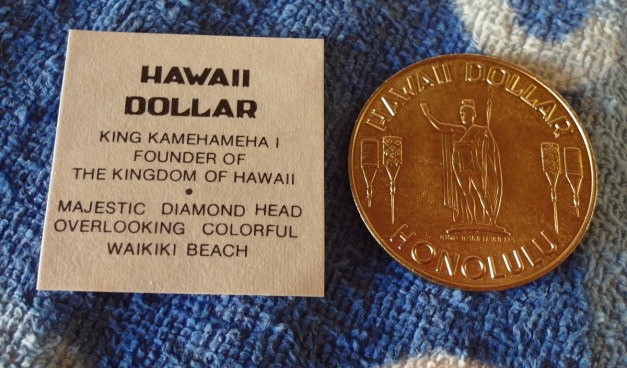 HAWAII
DOLLAR
KING KAMEHAMEHA I
FOUNDER OF
THE KINGDOM OF HAWAII
•
MAJESTIC DIAMOND HEAD
OVERLOOKING COLORFUL
WAIKIKI BEACH
HAWAII DOLLAR
HONOLULU